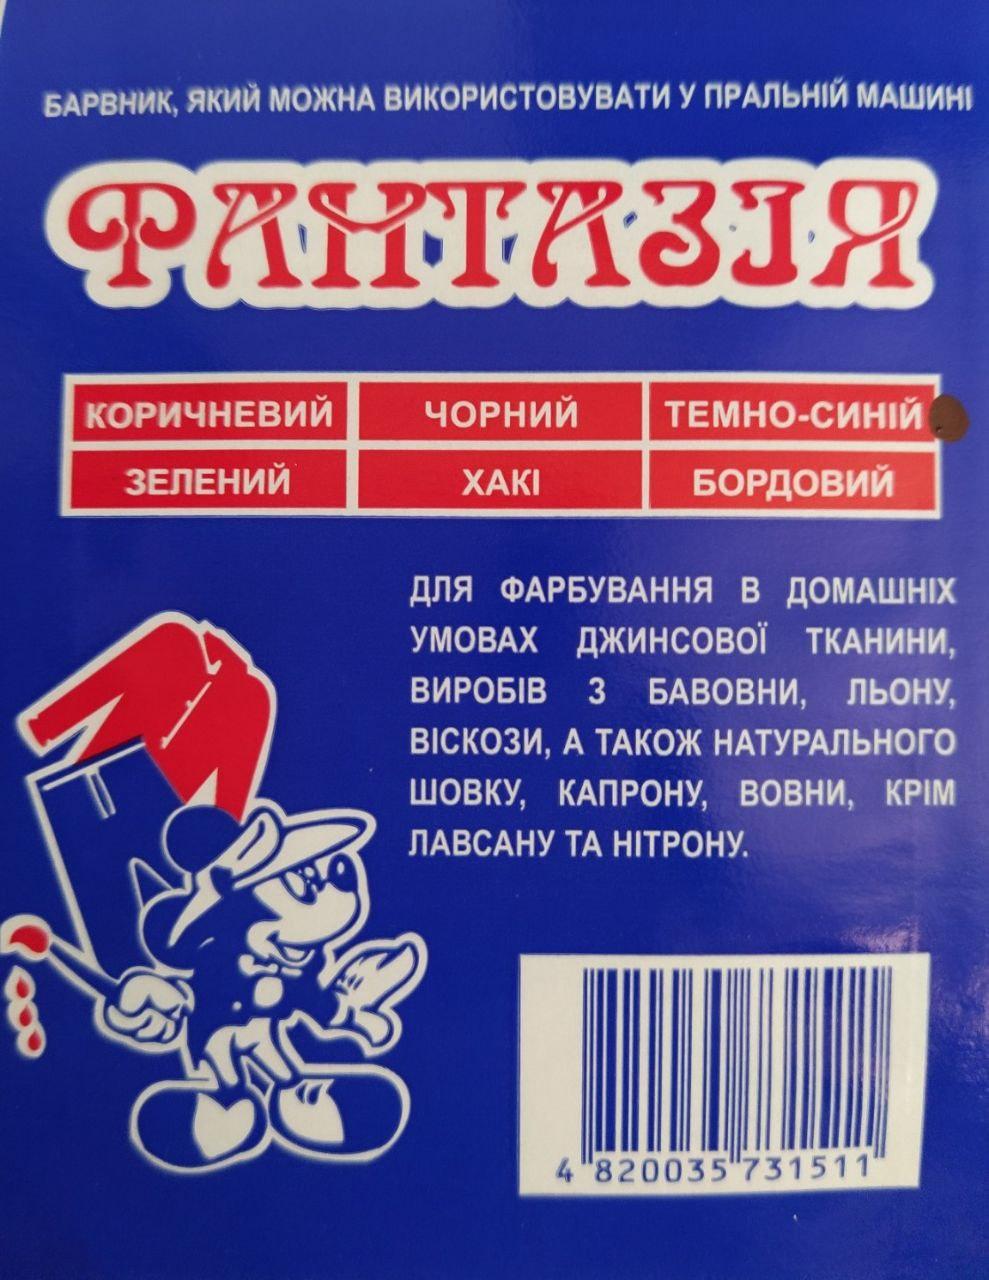 БАРВНИК, ЯКИЙ МОЖНА ВИКОРИСТОВУВАТИ У ПРАЛЬНІЙ МАШИНІ
ФАНТАЗІЯ
КОРИЧНЕВИЙ ЧОРНИЙ ТЕМНО-СИНІЙ
ЗЕЛЕНИЙ ХАКІ БОРДОВИЙ
ДЛЯ ФАРБУВАННЯ В ДОМАШНІХ
УМОВАХ ДЖИНСОВОЇ ТКАНИНИ,
ВИРОБІВ З БАВОВНИ, ЛЬОНУ,
ВІСКОЗИ, А ТАКОЖ НАТУРАЛЬНОГО
ШОВКУ, КАПРОНУ, ВОВНИ, КРІМ
ЛАВСАНУ ТА НІТРОНУ.
4 820035 731511